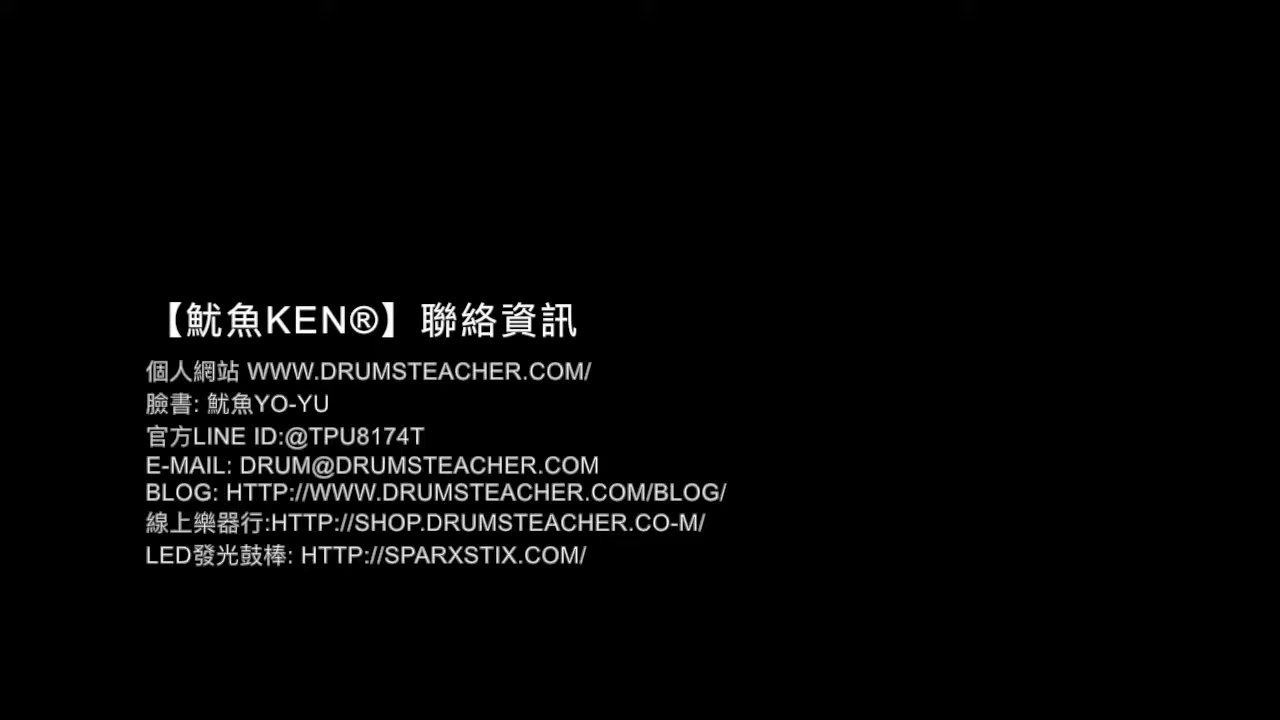 【魷魚KEN®】聯絡資訊
個人網站 WWW.DRUMSTEACHER.COM/
臉書: 魷魚YO-YU
官方LINE ID:@TPU8174T
E-MAIL: DRUM@DRUMSTEACHER.COM
BLOG: HTTP://WWW.DRUMSTEACHER.COM/BLOG/
線上樂器行:HTTP://SHOP.DRUMSTEACHER.CO-M/
LED發光鼓棒: HTTP://SPARXSTIX.COM/